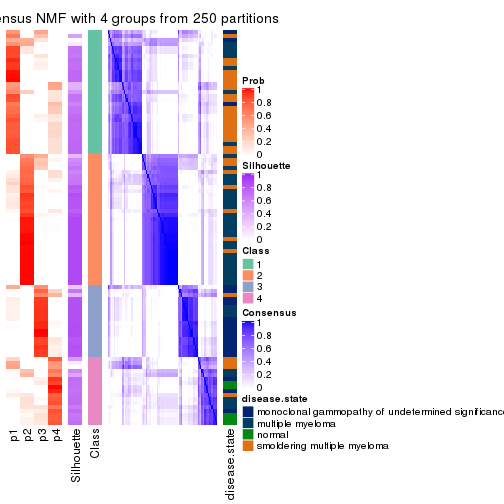 ensus NMF with 4 groups from 250 partitions
Prob
1
0.8
0.6
0.4
0.2
0
Silhouette
1
0.8
0.6
0.4
0.2
0
Class
1
2
3
4
Consensus
1
0.8
0.6
0.4
0.2
0
disease.state
monoclonal gammopathy of undetermined significance
multiple myeloma
normal
smoldering multiple myeloma
p1
p2
p3
p4
Silhouette
Class
disease.state